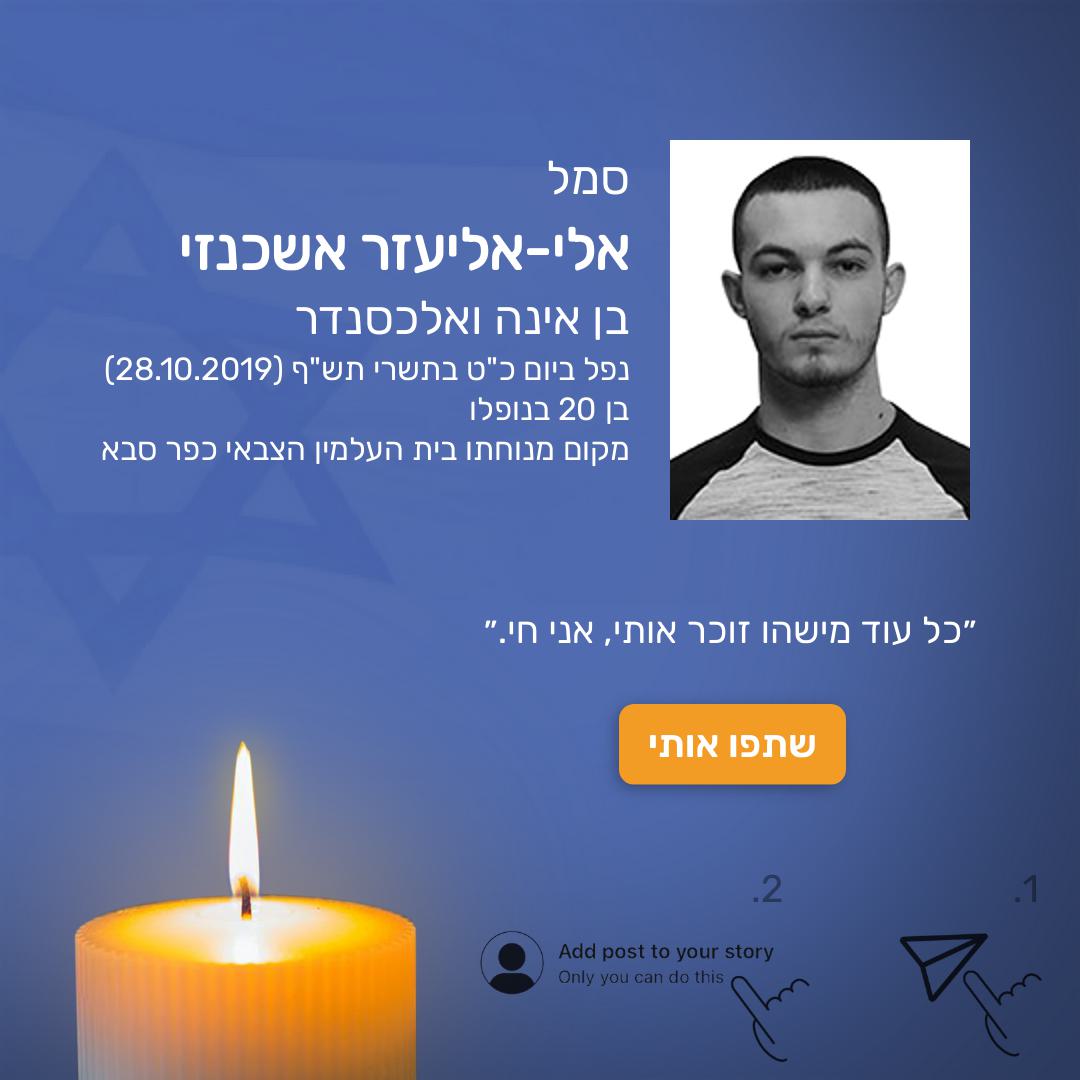 סמל
אלי-אליעזר אשכנזי
בן אינה ואלכסנדר
נפל ביום כ"ט בתשרי תש"ף (28.10.2019)
בן 20 בנופלו
מקום מנוחתו בית העלמין הצבאי כפר סבא
״כל עוד מישהו זוכר אותי, אני חי.״
שתפו אותי
.1
.2
Add post to your story
Only you can do this